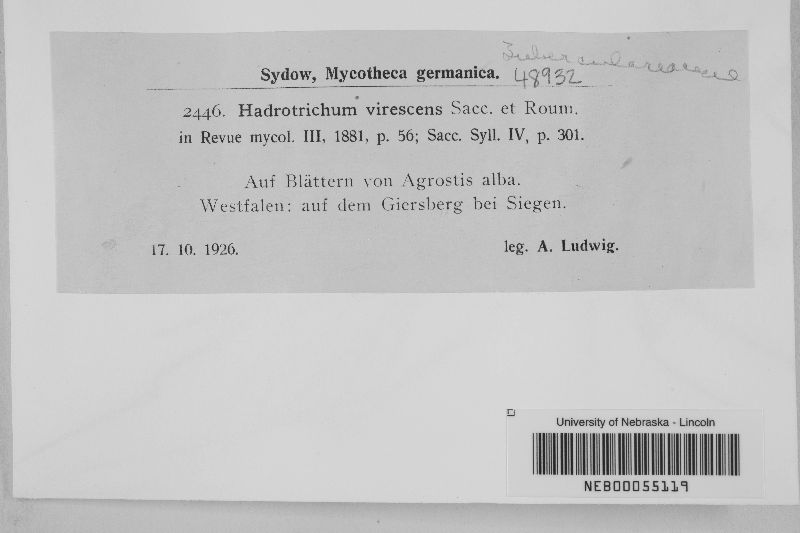 Tuberculariaceae
Sydow, Mycotheca germanica. 48932
2446. Hadrotrichum virescens Sacc. et Roum.
in Revue mycol. III, 1881, p. 56; Sacc. Syll. IV, p. 301.
Auf Blättern von Agrostis alba.
Westfalen: auf dem Giersberg bei Siegen.
17. 10. 1926. leg. A. Ludwig.
University of Nebraska - Lincoln
NEB00055119